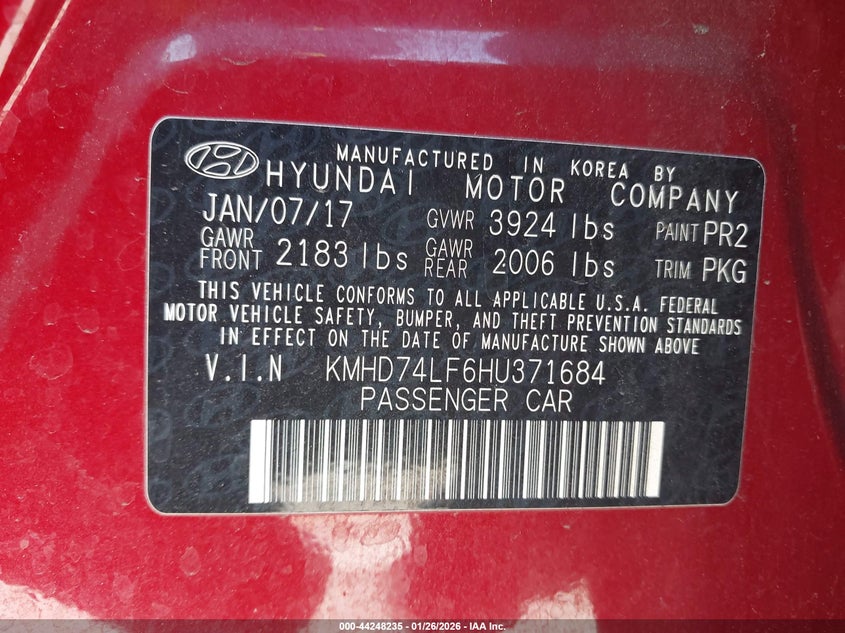 MANUFACTURED IN KOREA BY
HYUNDAI MOTOR COMPANY
JAN/07/17 GVWR 3924 lbs PAINT PR2
GAWR FRONT 2183 lbs GAWR REAR 2006 lbs TRIM PKG
THIS VEHICLE CONFORMS TO ALL APPLICABLE U.S.A. FEDERAL
MOTOR VEHICLE SAFETY, BUMPER, AND THEFT PREVENTION STANDARDS
IN EFFECT ON THE DATE OF MANUFACTURE SHOWN ABOVE
V.I.N KMHD74LF6HU371684
PASSENGER CAR
000-44248235 - 01/26/2026 - IAA Inc.